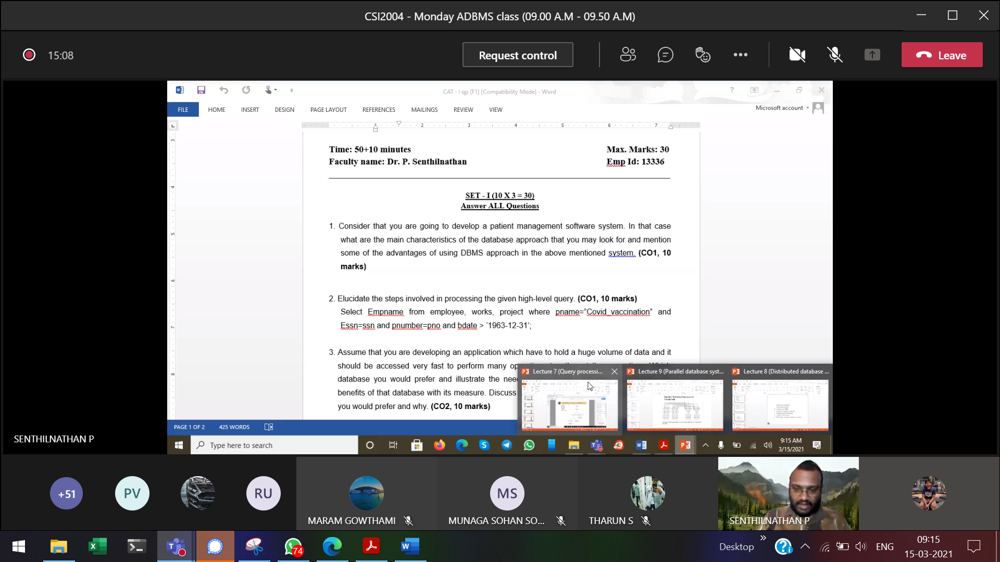 CSI2004 - Monday ADBMS class (09.00 A.M - 09.50 A.M)
15:08
Request control
Leave
CAT - I qp (F1) [Compatibility Mode] - Word
FILE HOME INSERT DESIGN PAGE LAYOUT REFERENCES MAILINGS REVIEW VIEW
Microsoft account
1 2 3 4 5 6 7
Time: 50+10 minutes Max. Marks: 30
Faculty name: Dr. P. Senthilnathan Emp Id: 13336
SET - I (10 X 3 = 30)
Answer ALL Questions
1. Consider that you are going to develop a patient management software system. In that case
what are the main characteristics of the database approach that you may look for and mention
some of the advantages of using DBMS approach in the above mentioned system. (CO1, 10
marks)
2. Elucidate the steps involved in processing the given high-level query. (CO1, 10 marks)
Select Empname from employee, works, project where pname=”Covid_vaccination” and
Essn=ssn and pnumber=pno and bdate > ‘1963-12-31’;
3. Assume that you are developing an application which have to hold a huge volume of data and it
should be accessed very fast to perform many
database you would prefer and illustrate the
benefits of that database with its measure. Discuss
you would prefer and why. (CO2, 10 marks)
Lecture 7 (Query processi... Lecture 9 (Parallel database syst... Lecture 8 (Distributed database ...
PAGE 1 OF 2 425 WORDS
SENTHILNATHAN P
Type here to search
9:15 AM
3/15/2021
+51 PV RU MS
MARAM GOWTHAMI MUNAGA SOHAN SO... THARUN S SENTHILNATHAN P
74
Desktop
ENG
09:15
15-03-2021